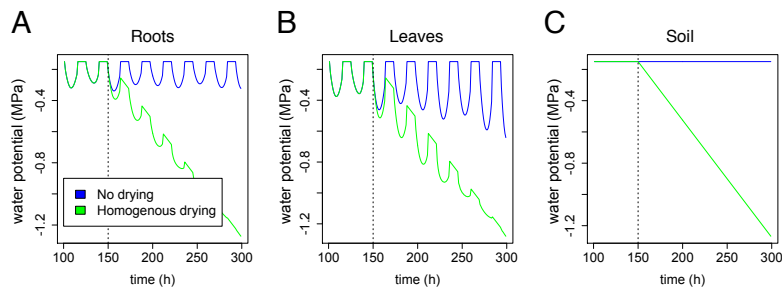 A
Roots
water potential (MPa)
-0.4
-0.8
-1.2
No drying
Homogenous drying
100 150 200 250 300
time (h)
B
Leaves
water potential (MPa)
-0.4
-0.8
-1.2
100 150 200 250 300
time (h)
C
Soil
water potential (MPa)
-0.4
-0.8
-1.2
100 150 200 250 300
time (h)